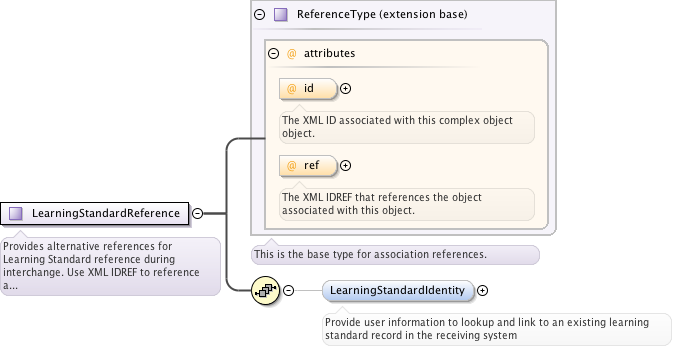 ReferenceType (extension base)
@ attributes
@ id
The XML ID associated with this complex object
object.
@ ref
The XML IDREF that references the object
associated with this object.
This is the base type for association references.
LearningStandardReference
Provides alternative references for
Learning Standard reference during
interchange. Use XML IDREF to reference
a...
LearningStandardIdentity
Provide user information to lookup and link to an existing learning
standard record in the receiving system